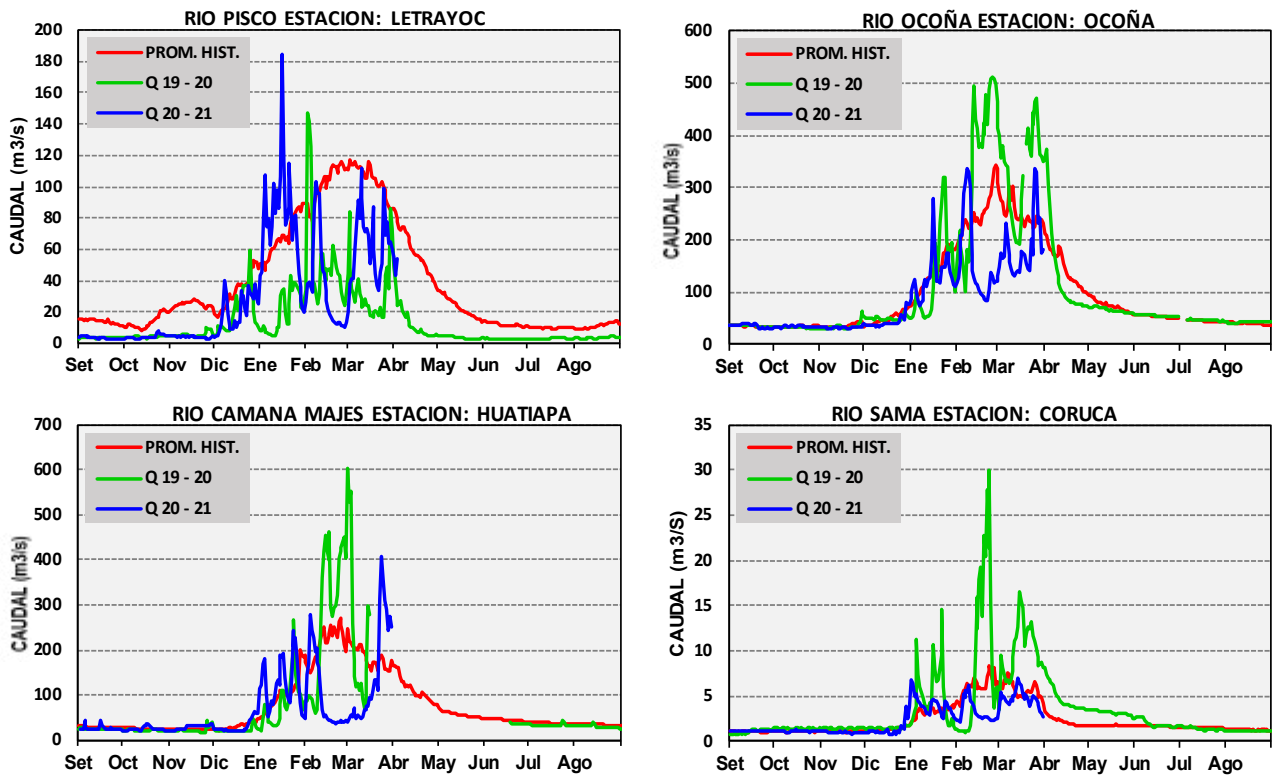 RIO PISCO ESTACION: LETRAYOC
CAUDAL (m3/s)
200
180
160
140
120
100
80
60
40
20
0
PROM. HIST.
Q 19 - 20
Q 20 - 21
Set Oct Nov Dic Ene Feb Mar Abr May Jun Jul Ago
RIO OCOÑA ESTACION: OCOÑA
CAUDAL (m3/s)
600
500
400
300
200
100
0
PROM. HIST.
Q 19 - 20
Q 20 - 21
Set Oct Nov Dic Ene Feb Mar Abr May Jun Jul Ago
RIO CAMANA MAJES ESTACION: HUATIAPA
CAUDAL (m3/s)
700
600
500
400
300
200
100
0
PROM. HIST.
Q 19 - 20
Q 20 - 21
Set Oct Nov Dic Ene Feb Mar Abr May Jun Jul Ago
RIO SAMA ESTACION: CORUCA
CAUDAL (m3/S)
35
30
25
20
15
10
5
0
PROM. HIST.
Q 19 - 20
Q 20 - 21
Set Oct Nov Dic Ene Feb Mar Abr May Jun Jul Ago